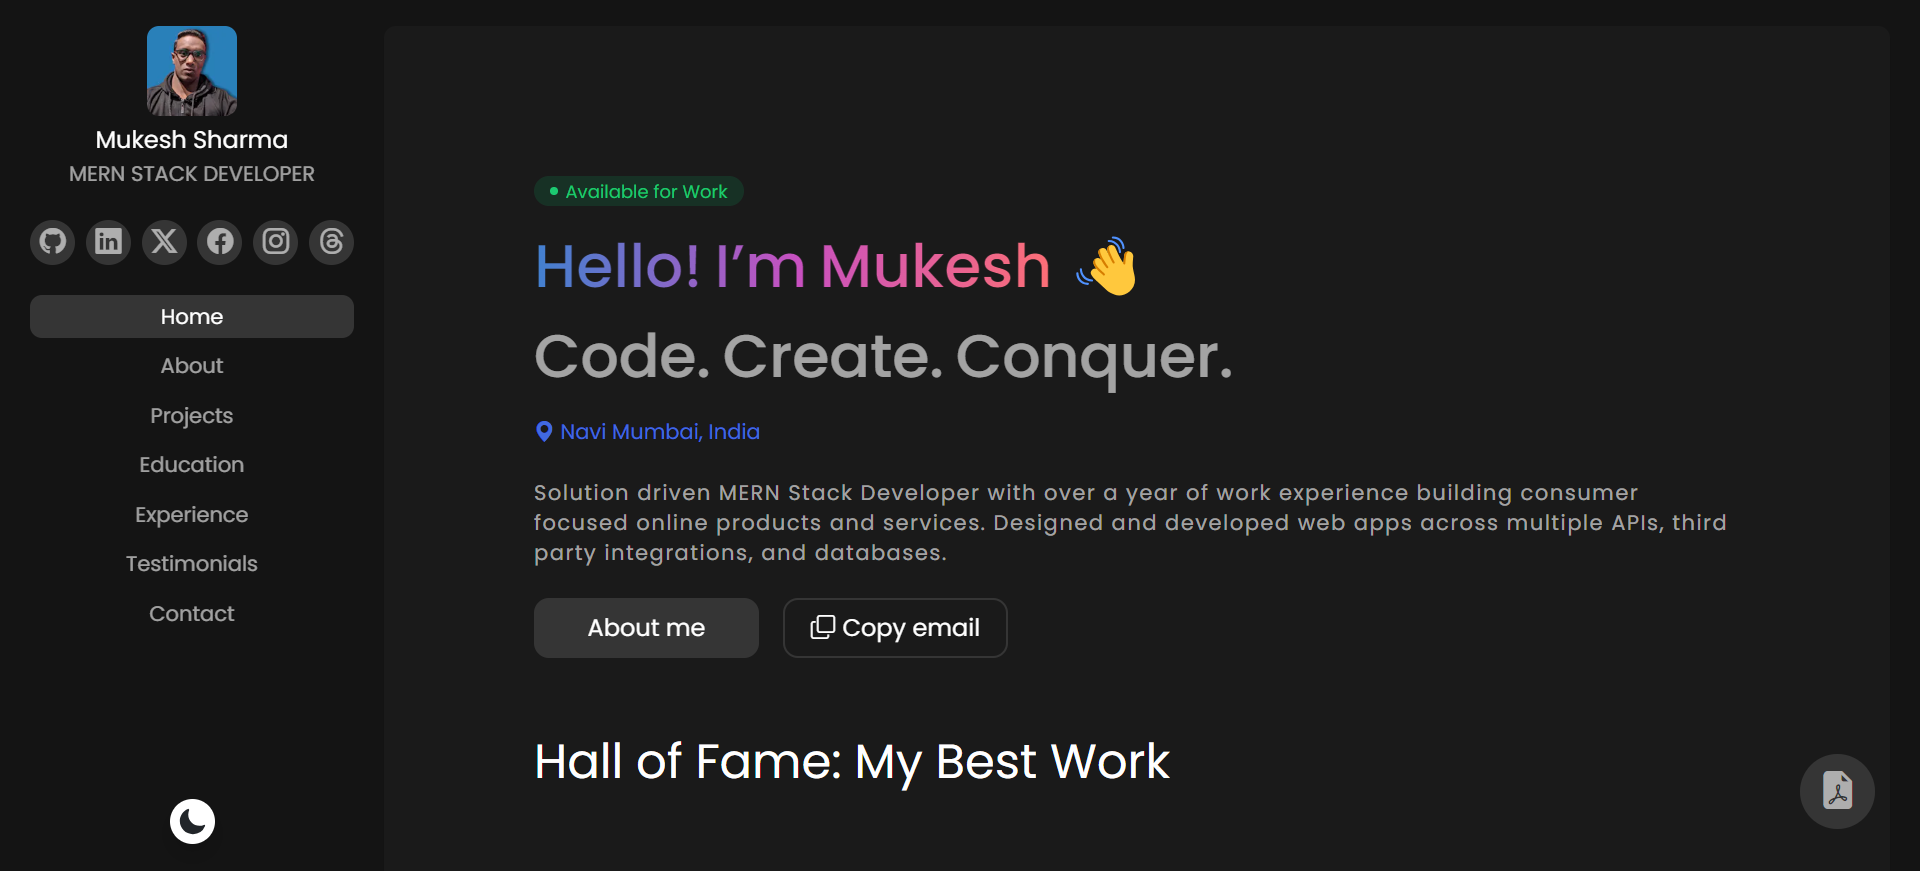 Mukesh Sharma
MERN STACK DEVELOPER
Home
About
Projects
Education
Experience
Testimonials
Contact
Available for Work
Hello! I’m Mukesh 👋
Code. Create. Conquer.
Navi Mumbai, India
Solution driven MERN Stack Developer with over a year of work experience building consumer
focused online products and services. Designed and developed web apps across multiple APIs, third
party integrations, and databases.
About me
Copy email
Hall of Fame: My Best Work